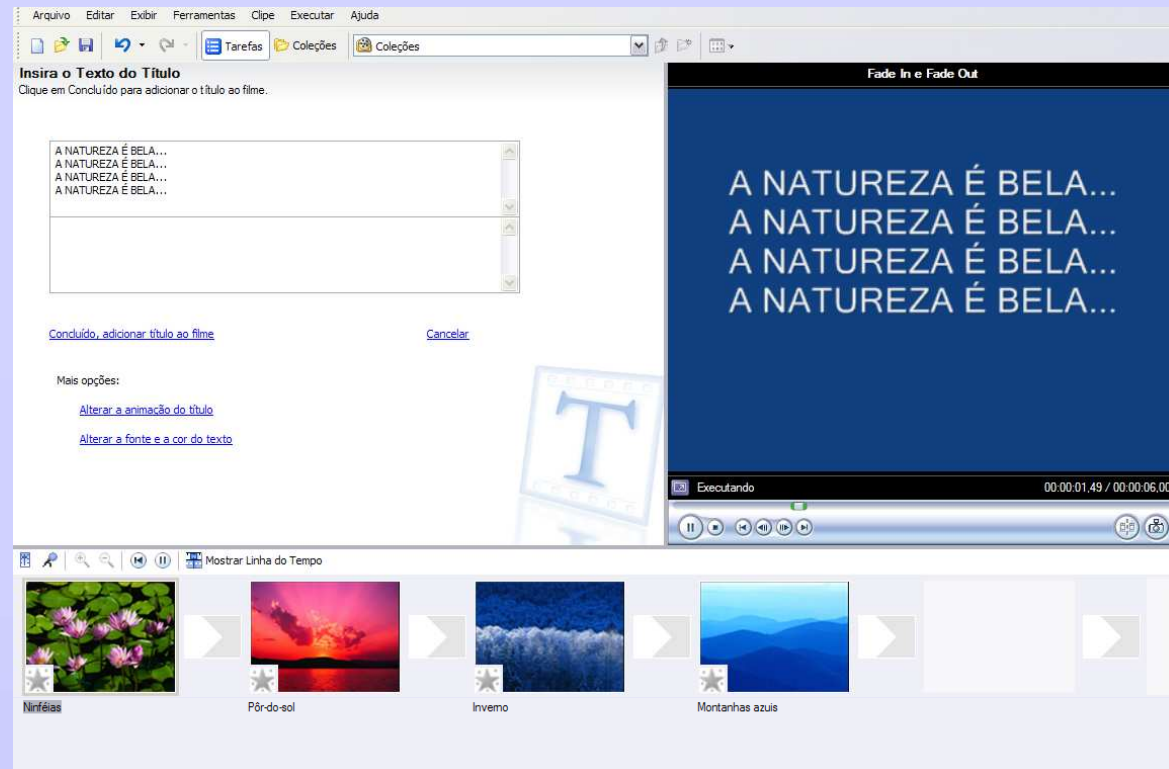 Arquivo Editar Exibir Ferramentas Clipe Executar Ajuda
Tarefas Coleções Coleções
Insira o Texto do Título
Clique em Concluído para adicionar o título ao filme.
A NATUREZA É BELA...
A NATUREZA É BELA...
A NATUREZA É BELA...
A NATUREZA É BELA...
Concluído, adicionar título ao filme Cancelar
Mais opções:
Alterar a animação do título
Alterar a fonte e a cor do texto
T
Fade In e Fade Out
A NATUREZA É BELA...
A NATUREZA É BELA...
A NATUREZA É BELA...
A NATUREZA É BELA...
Executando 00:00:01,49 / 00:00:06,00
Mostrar Linha do Tempo
Ninféias Pôr-do-sol Inverno Montanhas azuis